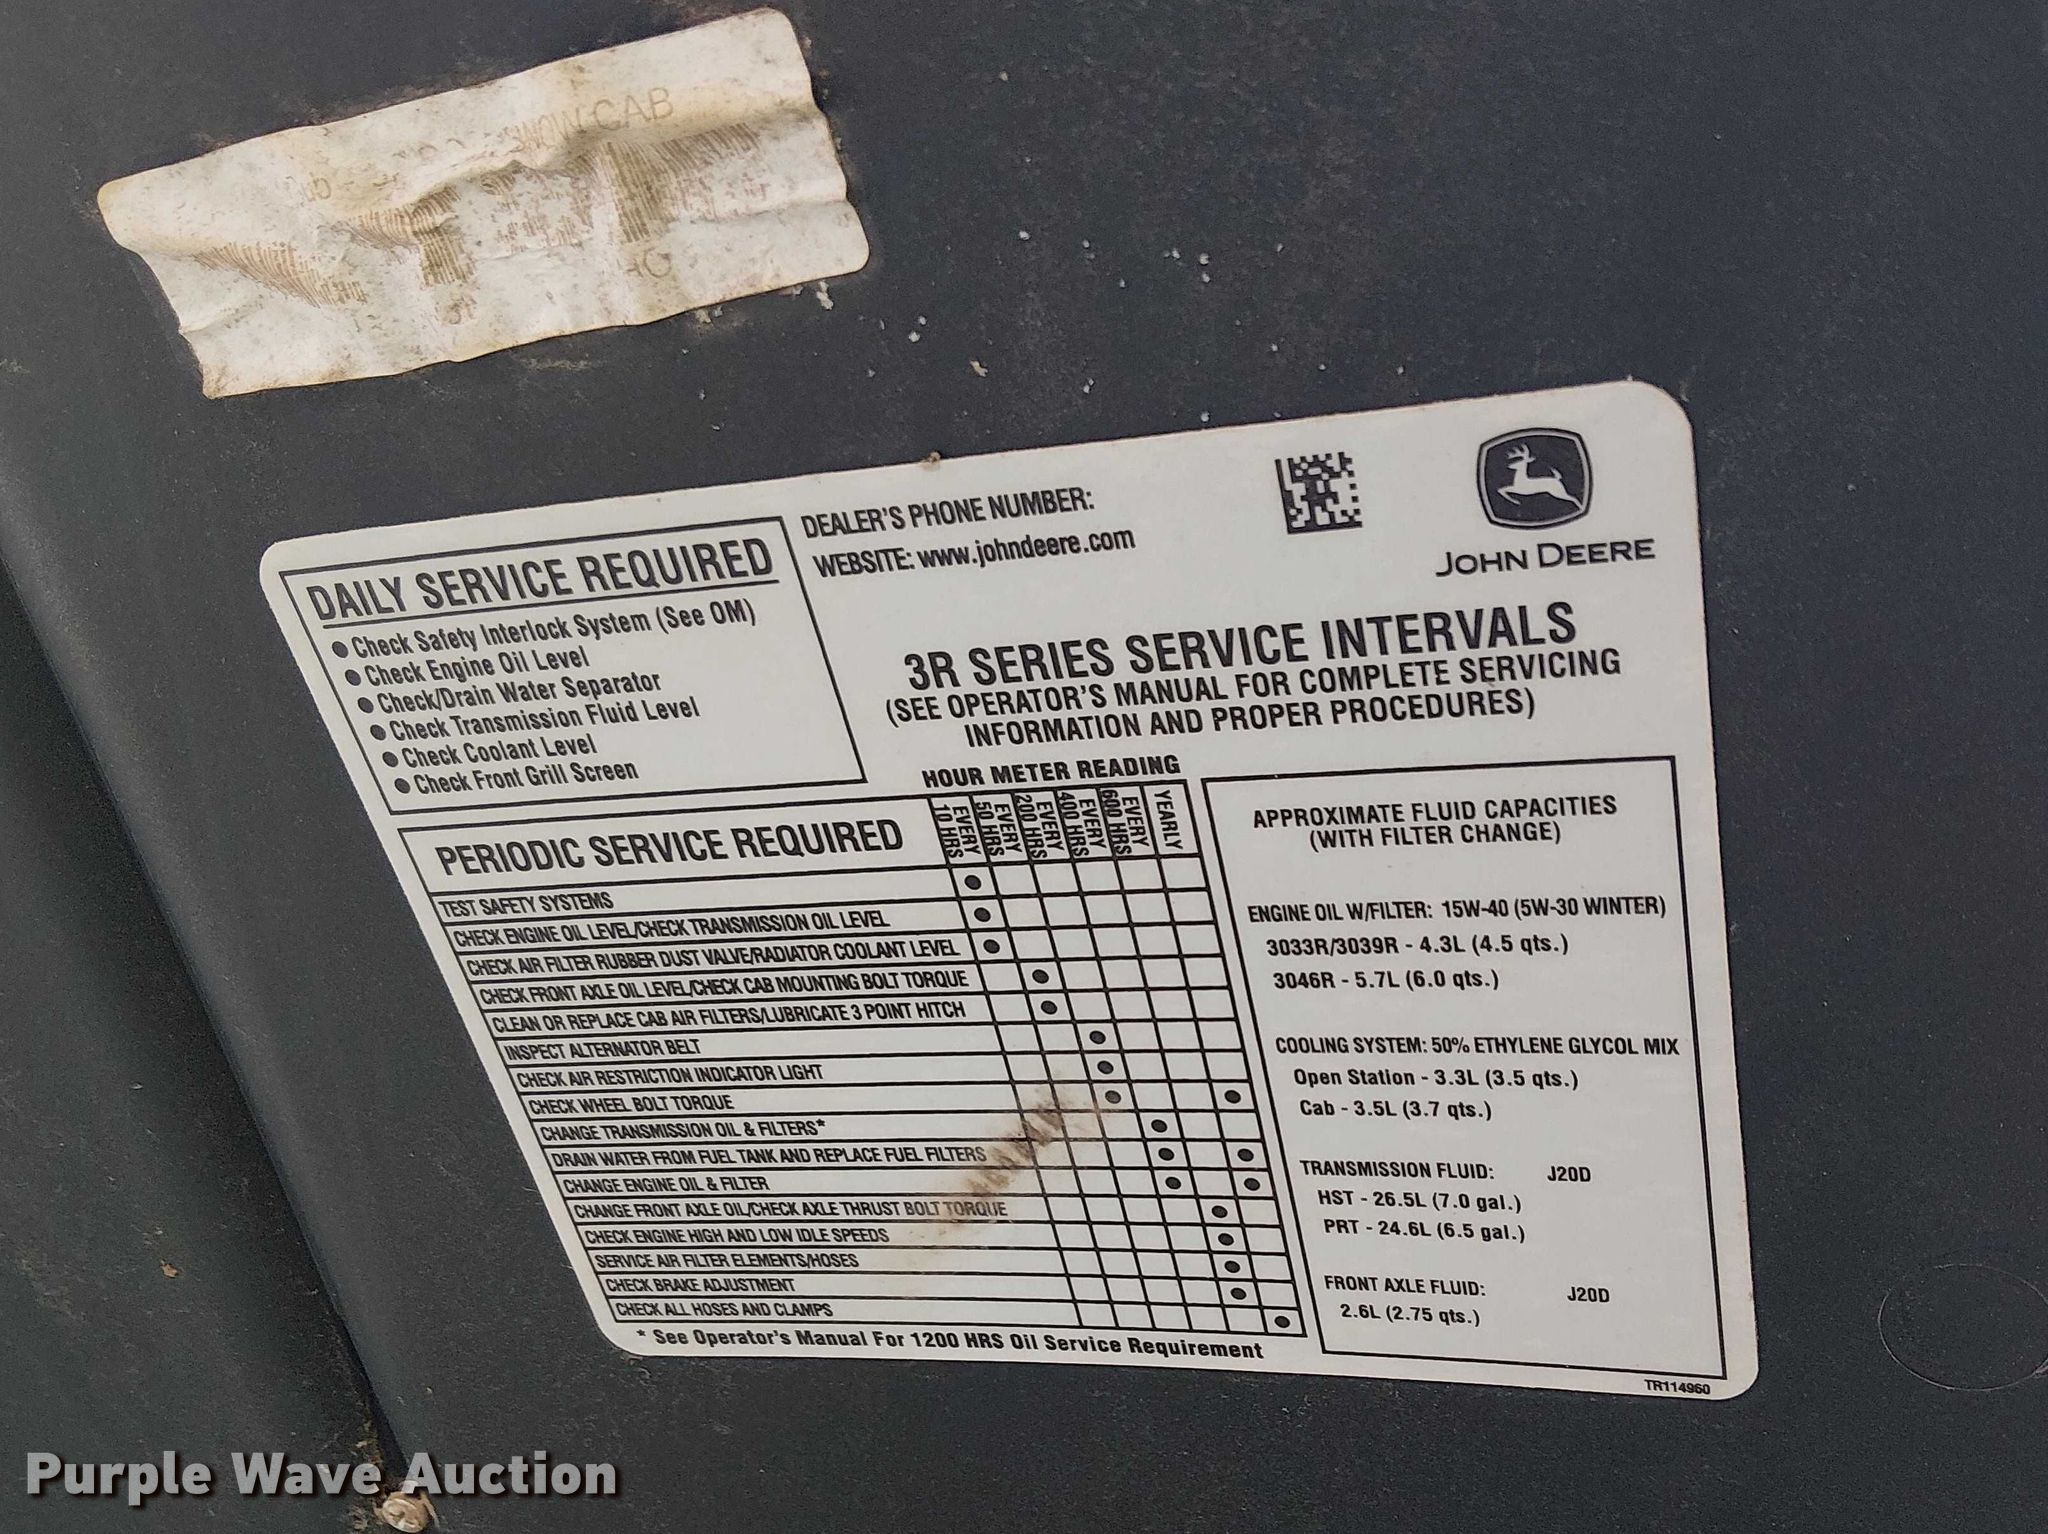 CAB
DAILY SERVICE REQUIRED
● Check Safety Interlock System (See OM)
● Check Engine Oil Level
● Check/Drain Water Separator
● Check Transmission Fluid Level
● Check Coolant Level
● Check Front Grill Screen
DEALER'S PHONE NUMBER:
WEBSITE: www.johndeere.com
JOHN DEERE
3R SERIES SERVICE INTERVALS
(SEE OPERATOR'S MANUAL FOR COMPLETE SERVICING
INFORMATION AND PROPER PROCEDURES)
HOUR METER READING
PERIODIC SERVICE REQUIRED
EVERY 10 HRS
EVERY 50 HRS
EVERY 200 HRS
EVERY 400 HRS
EVERY 600 HRS
YEARLY
TEST SAFETY SYSTEMS
CHECK ENGINE OIL LEVEL/CHECK TRANSMISSION OIL LEVEL
CHECK AIR FILTER RUBBER DUST VALVE/RADIATOR COOLANT LEVEL
CHECK FRONT AXLE OIL LEVEL/CHECK CAB MOUNTING BOLT TORQUE
CLEAN OR REPLACE CAB AIR FILTERS/LUBRICATE 3 POINT HITCH
INSPECT ALTERNATOR BELT
CHECK AIR RESTRICTION INDICATOR LIGHT
CHECK WHEEL BOLT TORQUE
CHANGE TRANSMISSION OIL & FILTERS*
DRAIN WATER FROM FUEL TANK AND REPLACE FUEL FILTERS
CHANGE ENGINE OIL & FILTER
CHANGE FRONT AXLE OIL/CHECK AXLE THRUST BOLT TORQUE
CHECK ENGINE HIGH AND LOW IDLE SPEEDS
SERVICE AIR FILTER ELEMENTS/HOSES
CHECK BRAKE ADJUSTMENT
CHECK ALL HOSES AND CLAMPS
* See Operator's Manual For 1200 HRS Oil Service Requirement
APPROXIMATE FLUID CAPACITIES
(WITH FILTER CHANGE)
ENGINE OIL W/FILTER: 15W-40 (5W-30 WINTER)
3033R/3039R - 4.3L (4.5 qts.)
3046R - 5.7L (6.0 qts.)
COOLING SYSTEM: 50% ETHYLENE GLYCOL MIX
Open Station - 3.3L (3.5 qts.)
Cab - 3.5L (3.7 qts.)
TRANSMISSION FLUID: J20D
HST - 26.5L (7.0 gal.)
PRT - 24.6L (6.5 gal.)
FRONT AXLE FLUID: J20D
2.6L (2.75 qts.)
TR114960
Purple Wave Auction